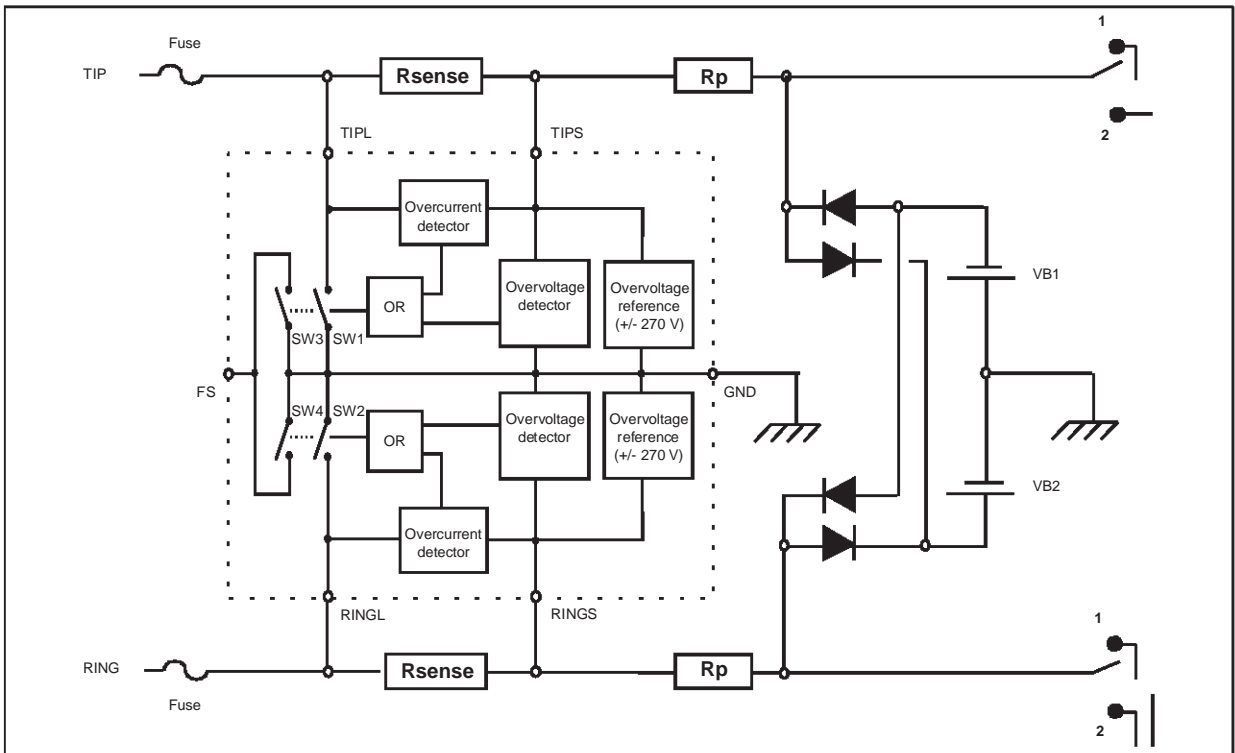 1
Fuse
TIP
Rsense
Rp
2
TIPL
TIPS
Overcurrent
detector
VB1
Overvoltage
detector
Overvoltage
reference
(+/- 270 V)
OR
SW3
SW1
FS
GND
SW4
SW2
Overvoltage
detector
Overvoltage
reference
(+/- 270 V)
OR
VB2
Overcurrent
detector
RINGL
RINGS
1
RING
Rsense
Rp
Fuse
2